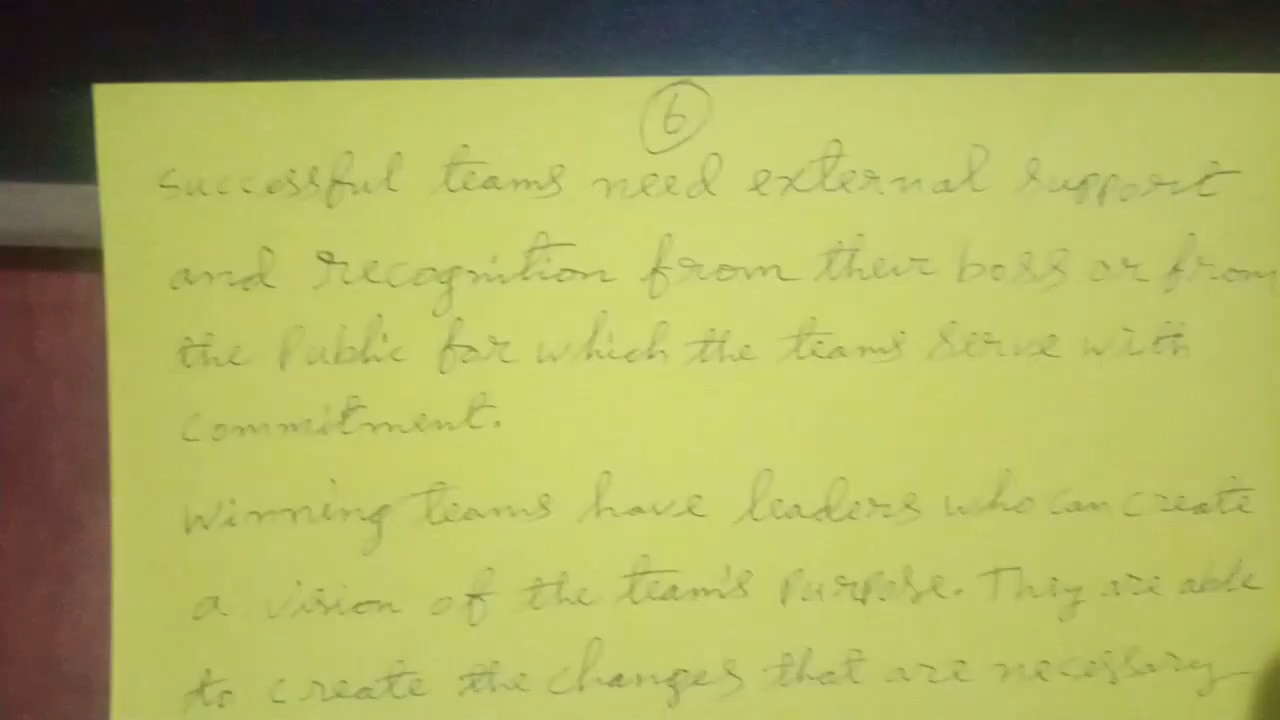 6
Successful teams need external support
and recognition from their boss or from
the Public for which the teams serve with
commitment.
Winning teams have leaders who can create
a vision of the team's purpose. They are able
to create the changes that are necessary